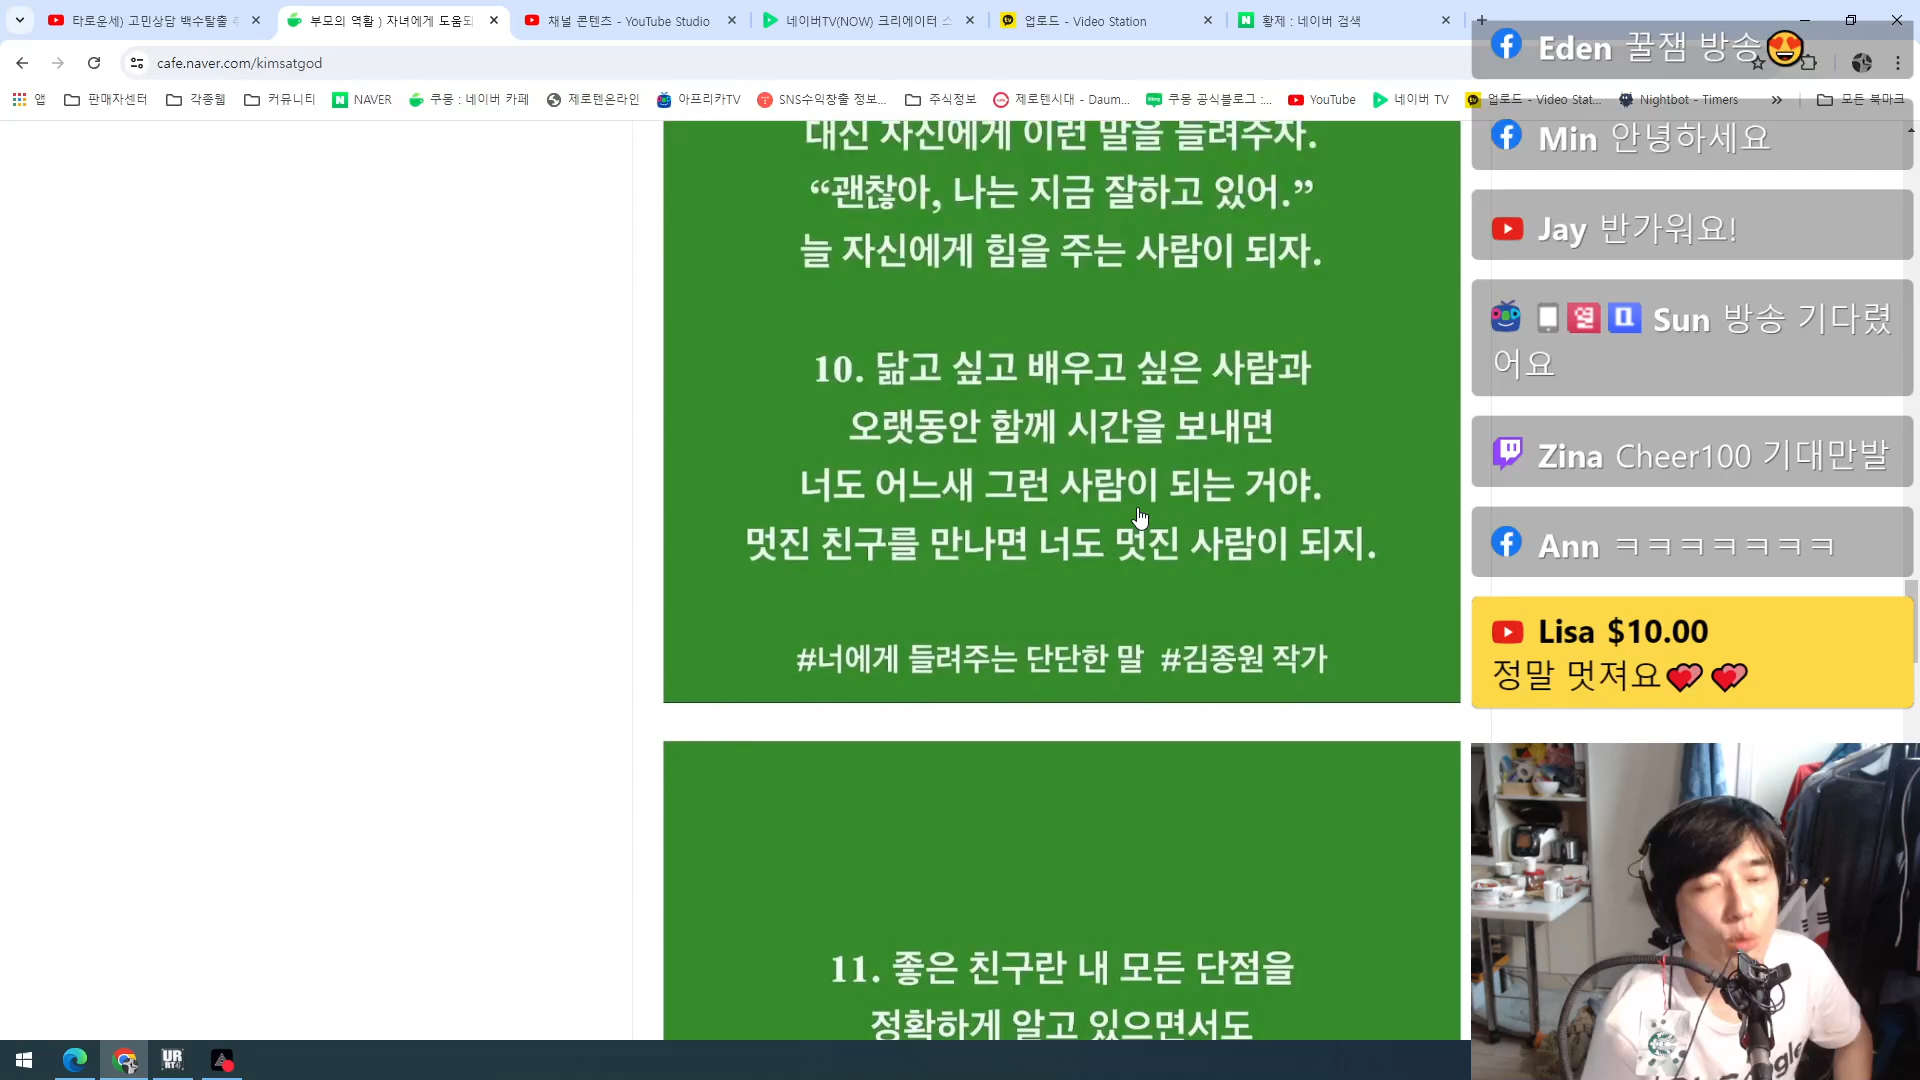 타로운세) 고민상담 백수탈출
부모의 역활 ) 자녀에게 도움되
채널 콘텐츠 - YouTube Studio
네이버TV(NOW) 크리에이터 스
업로드 - Video Station
황제 : 네이버 검색
cafe.naver.com/kimsatgod
앱
판매자센터
각종웹
커뮤니티
NAVER
쿠몽 : 네이버 카페
제로텐온라인
아프리카TV
SNS수익창출 정보...
주식정보
제로텐시대 - Daum...
쿠몽 공식블로그 :...
YouTube
네이버 TV
업로드 - Video Stat...
Nightbot - Timers
모든 북마크
대신 자신에게 이런 말을 들려주자.
“괜찮아, 나는 지금 잘하고 있어.”
늘 자신에게 힘을 주는 사람이 되자.
10. 닮고 싶고 배우고 싶은 사람과
오랫동안 함께 시간을 보내면
너도 어느새 그런 사람이 되는 거야.
멋진 친구를 만나면 너도 멋진 사람이 되지.
#너에게 들려주는 단단한 말 #김종원 작가
11. 좋은 친구란 내 모든 단점을
정확하게 알고 있으면서도
Eden 꿀잼 방송😍
Min 안녕하세요
Jay 반가워요!
열 Sun 방송 기다렸
어요
Zina Cheer100 기대만발
Ann ㅋㅋㅋㅋㅋㅋㅋ
Lisa $10.00
정말 멋져요💕💕